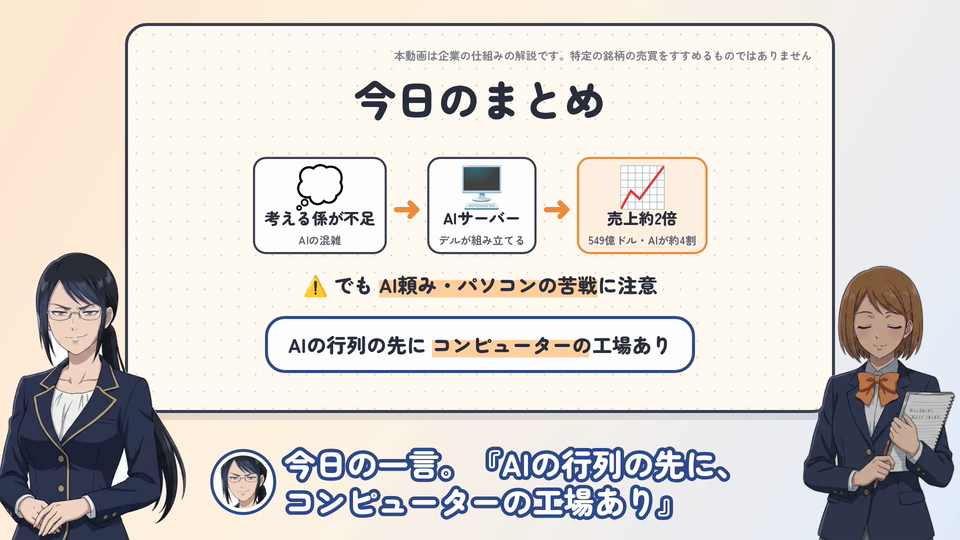 本動画は企業の仕組みの解説です。特定の銘柄の売買をすすめるものではありません
今日のまとめ
考える係が不足
AIの混雑
AIサーバー
デルが組み立てる
売上約2倍
549億ドル・AIが約4割
でも AI頼み・パソコンの苦戦に注意
AIの行列の先に コンピューターの工場あり
今日の一言。『AIの行列の先に、
コンピューターの工場あり』